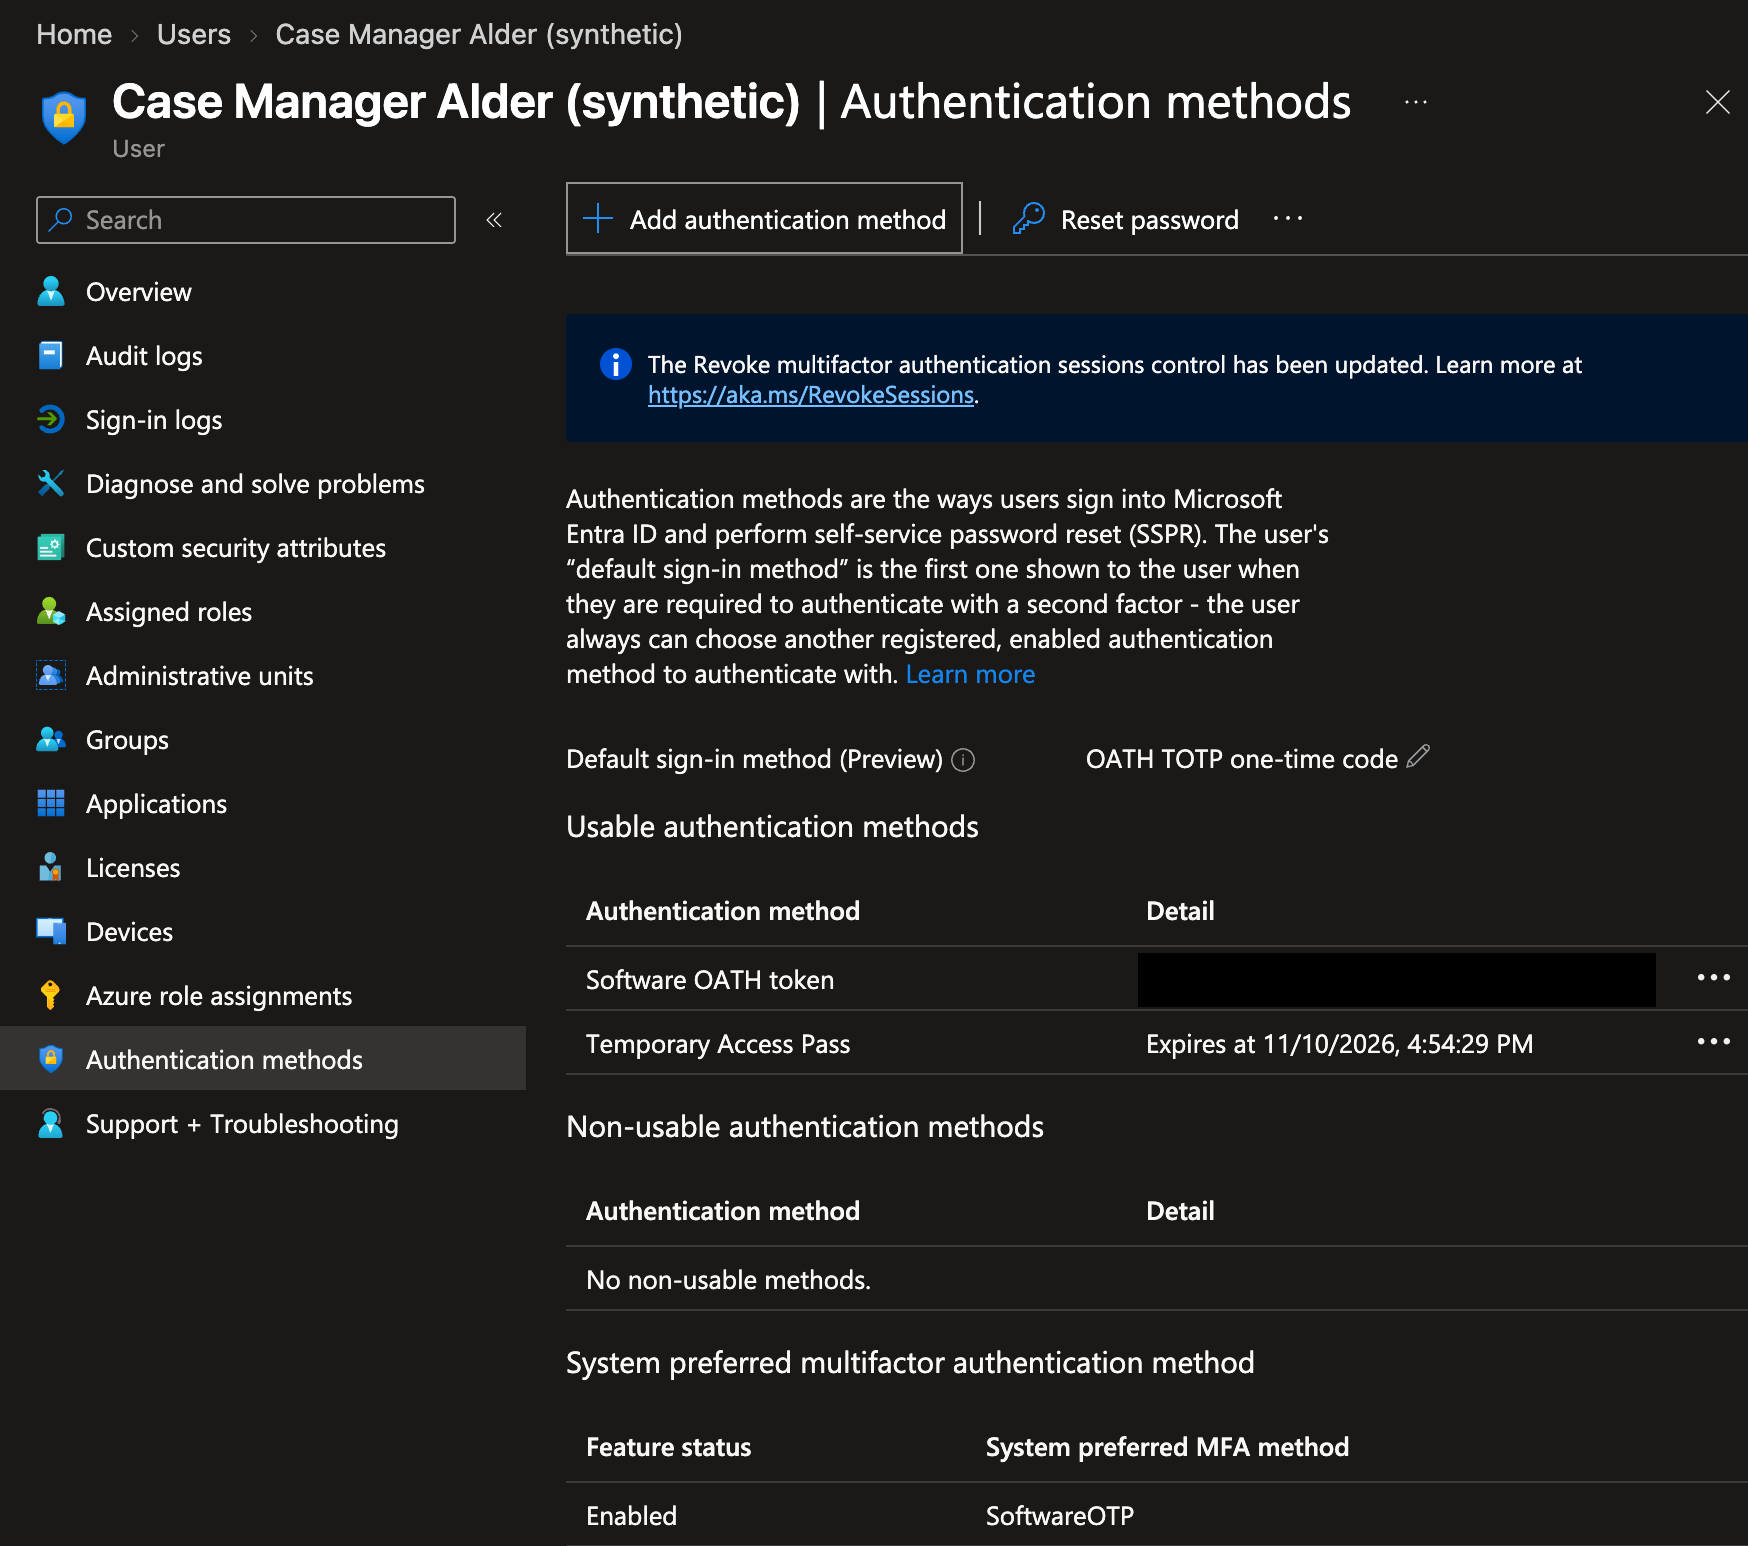 Home > Users > Case Manager Alder (synthetic)
Case Manager Alder (synthetic) | Authentication methods ...
User
Search
Overview
Audit logs
Sign-in logs
Diagnose and solve problems
Custom security attributes
Assigned roles
Administrative units
Groups
Applications
Licenses
Devices
Azure role assignments
Authentication methods
Support + Troubleshooting
Add authentication method | Reset password ...
The Revoke multifactor authentication sessions control has been updated. Learn more at
https://aka.ms/RevokeSessions.
Authentication methods are the ways users sign into Microsoft
Entra ID and perform self-service password reset (SSPR). The user's
“default sign-in method” is the first one shown to the user when
they are required to authenticate with a second factor - the user
always can choose another registered, enabled authentication
method to authenticate with. Learn more
Default sign-in method (Preview) OATH TOTP one-time code
Usable authentication methods
Authentication method Detail
Software OATH token
Temporary Access Pass Expires at 11/10/2026, 4:54:29 PM
Non-usable authentication methods
Authentication method Detail
No non-usable methods.
System preferred multifactor authentication method
Feature status System preferred MFA method
Enabled SoftwareOTP